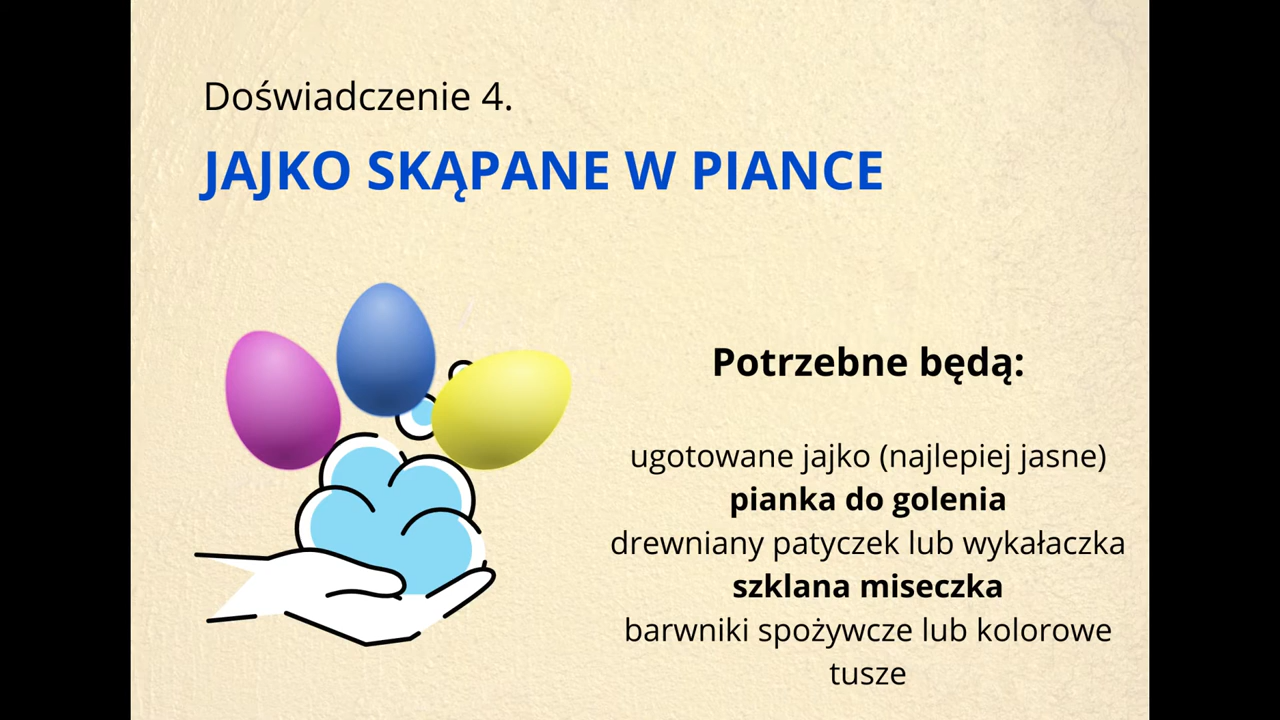 Doświadczenie 4.
JAJKO SKĄPANE W PIANCE
Potrzebne będą:
ugotowane jajko (najlepiej jasne)
pianka do golenia
drewniany patyczek lub wykałaczka
szklana miseczka
barwniki spożywcze lub kolorowe
tusze